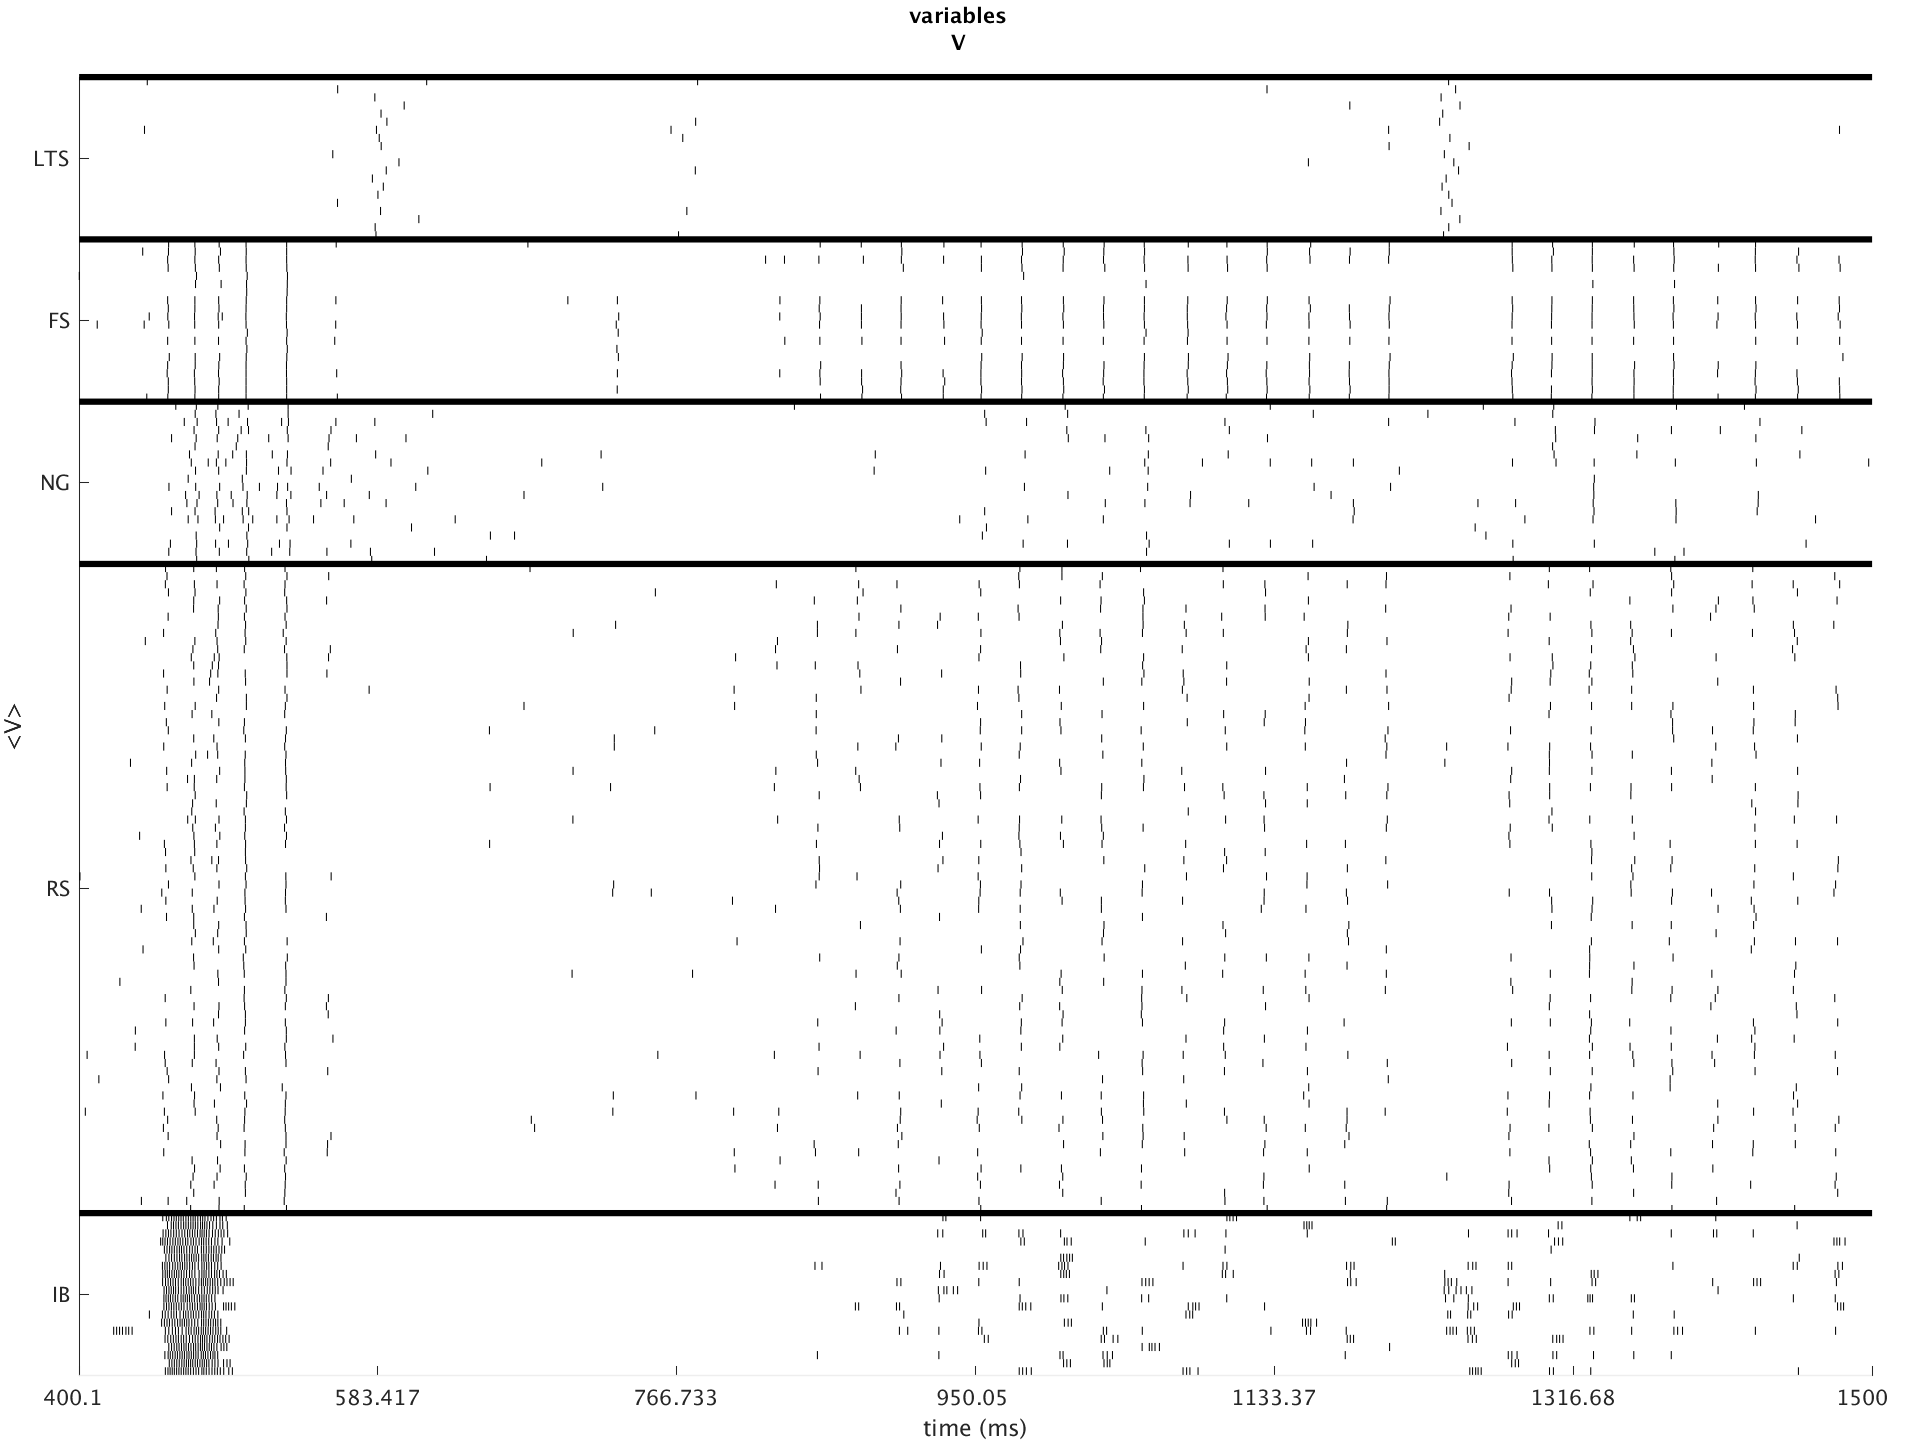 variables
V
LTS
FS
NG
RS
IB
<V>
400.1 583.417 766.733 950.05 1133.37 1316.68 1500
time (ms)